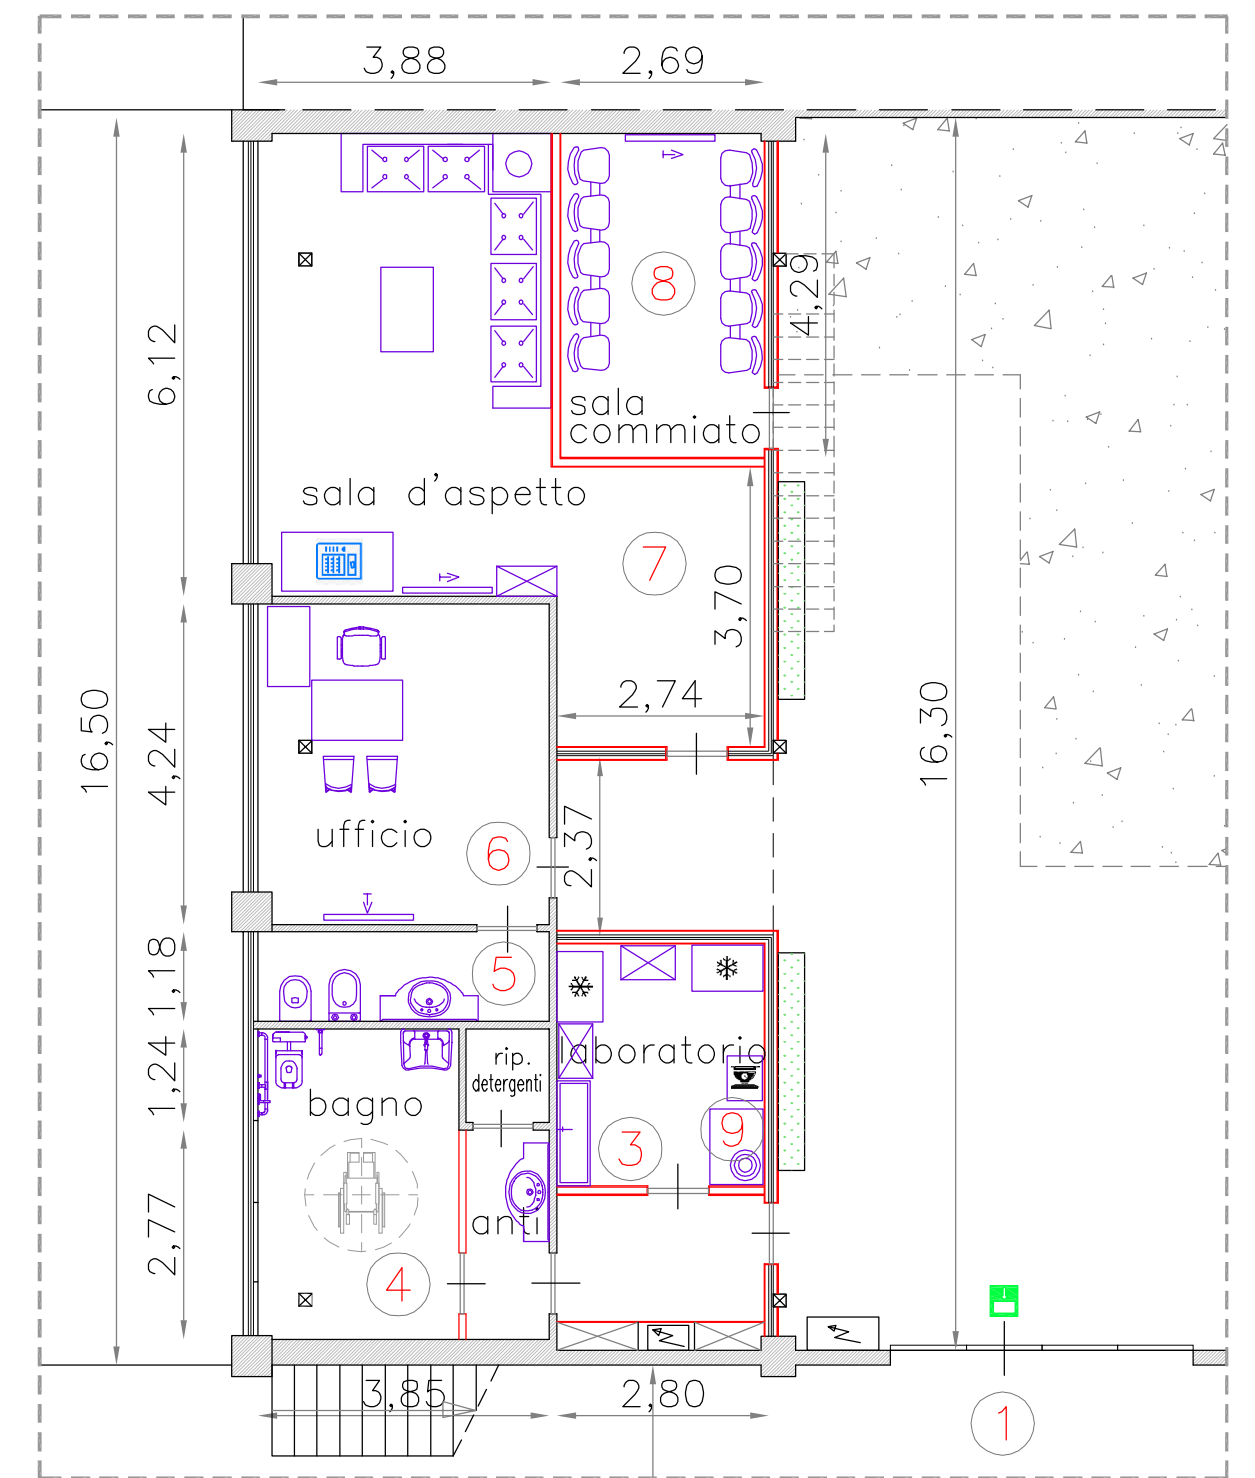 3,88
2,69
8
4,29
6,12
sala
commiato
sala d'aspetto
7
3,70
2,74
16,50
16,30
4,24
ufficio
6
2,37
5
1,18
1,24
rip.
detergenti
laboratorio
bagno
9
3
anti
2,77
4
3,85
2,80
1